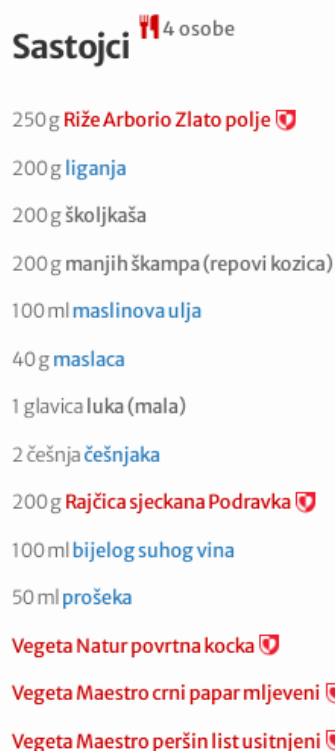 Sastojci 4 osobe
250 g Riže Arborio Zlato polje
200 g liganja
200 g školjkaša
200 g manjih škampa (repovi kozica)
100 ml maslinova ulja
40 g maslaca
1 glavica luka (mala)
2 češnja češnjaka
200 g Rajčica sjeckana Podravka
100 ml bijelog suhog vina
50 ml prošeka
Vegeta Natur povrtna kocka
Vegeta Maestro crni papar mljeveni
Vegeta Maestro peršin list usitnjeni